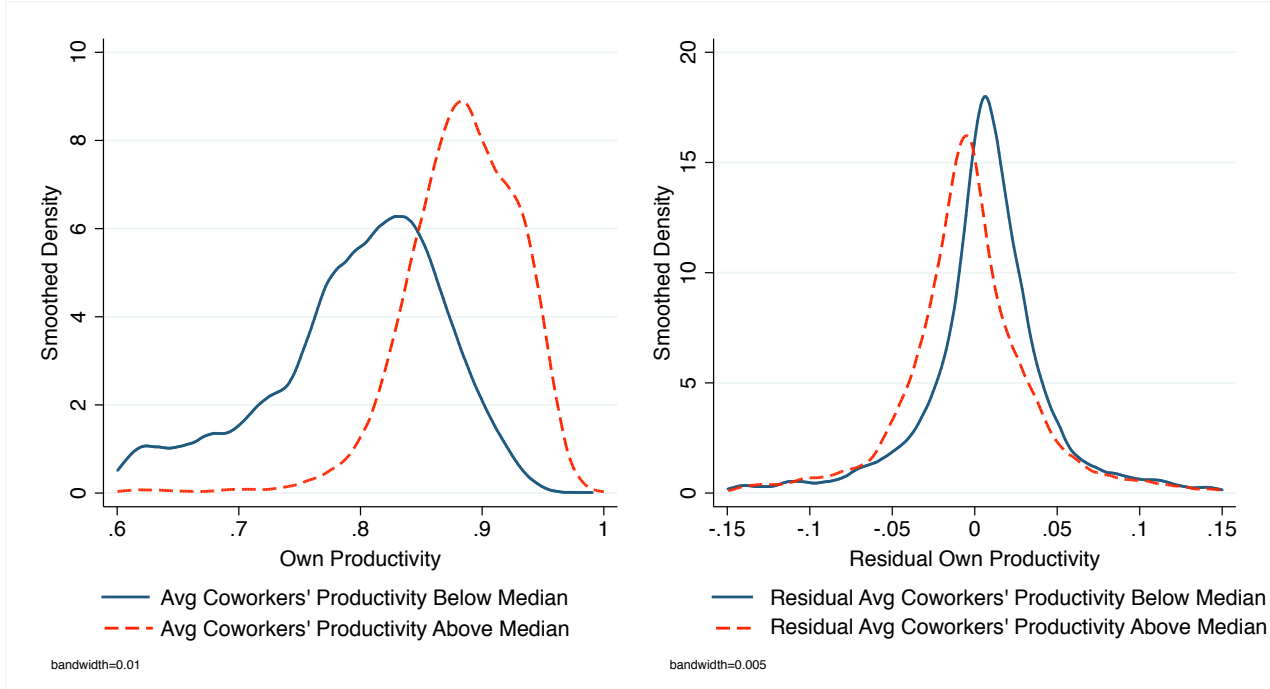 10
8
6
4
2
0
Smoothed Density
.6 .7 .8 .9 1
Own Productivity
Avg Coworkers' Productivity Below Median
Avg Coworkers' Productivity Above Median
bandwidth=0.01
20
15
10
5
0
Smoothed Density
-.15 -.1 -.05 0 .05 .1 .15
Residual Own Productivity
Residual Avg Coworkers' Productivity Below Median
Residual Avg Coworkers' Productivity Above Median
bandwidth=0.005